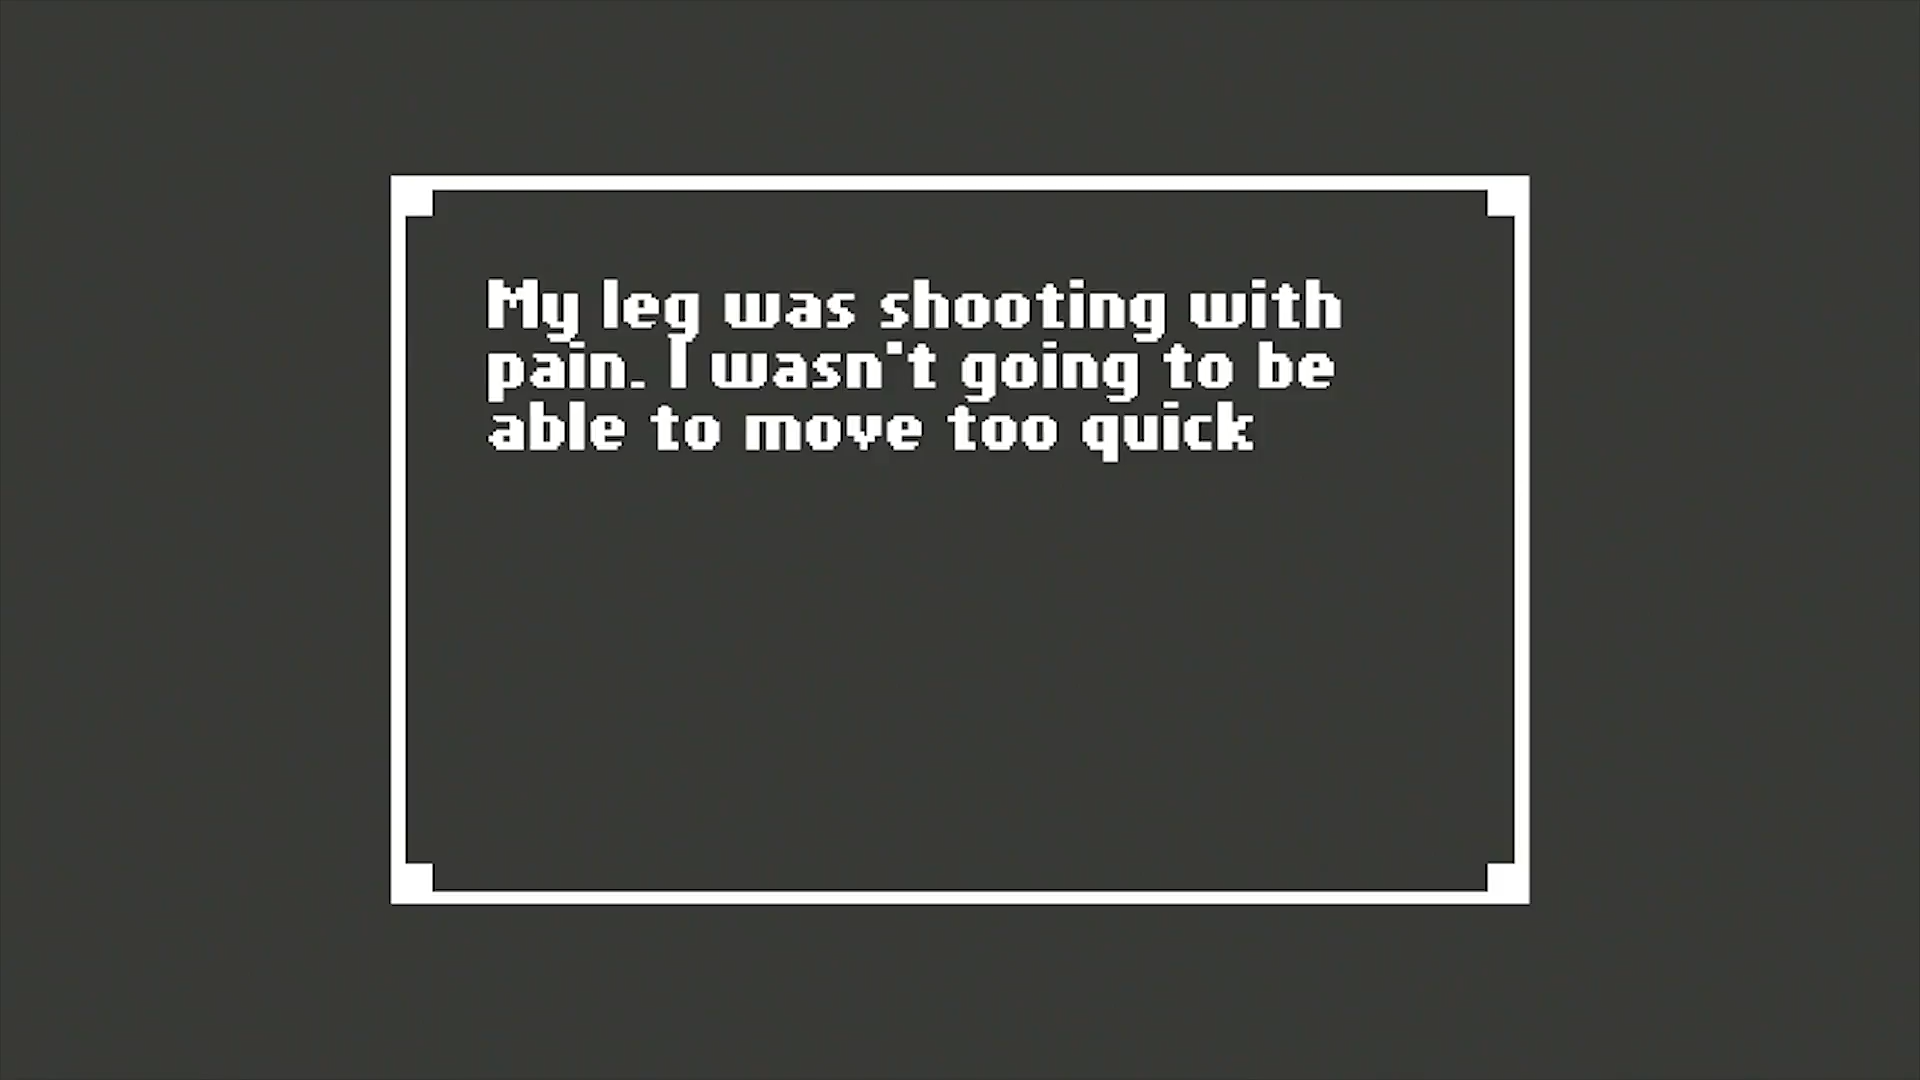 My leg was shooting with
pain. I wasn't going to be
able to move too quick